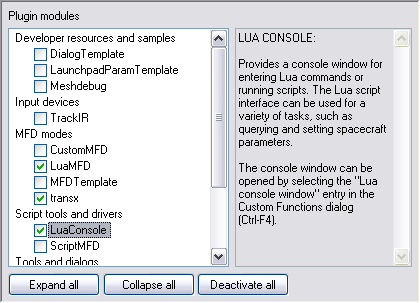 Plugin modules
Developer resources and samples
DialogTemplate
LaunchpadParamTemplate
Meshdebug
Input devices
TrackIR
MFD modes
CustomMFD
LuaMFD
MFDTemplate
transx
Script tools and drivers
LuaConsole
ScriptMFD
Tools and dialogs
LUA CONSOLE:
Provides a console window for
entering Lua commands or
running scripts. The Lua script
interface can be used for a
variety of tasks, such as
querying and setting spacecraft
parameters.
The console window can be
opened by selecting the "Lua
console window" entry in the
Custom Functions dialog
(Ctrl-F4).
Expand all
Collapse all
Deactivate all